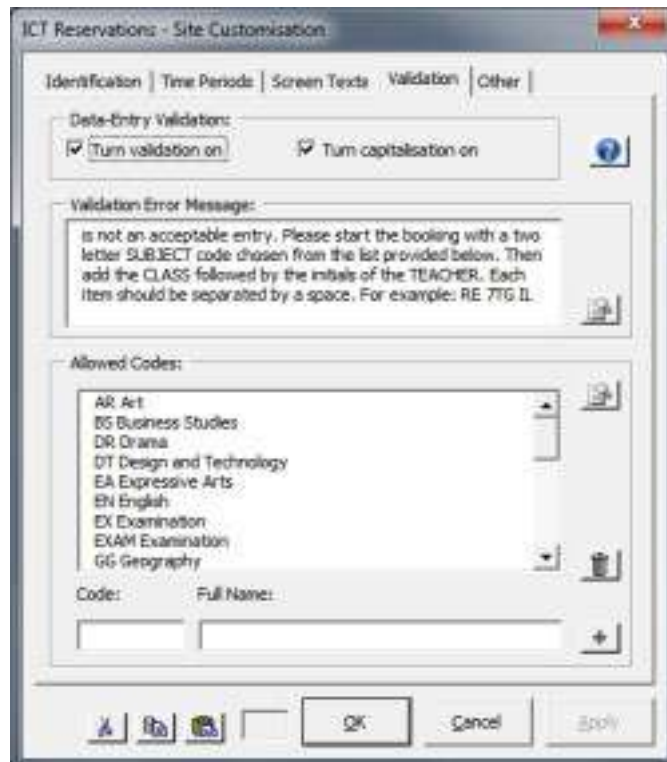 ICT Reservations - Site Customisation
Identification Time Periods Screen Texts Validation Other
Data-Entry Validation:
Turn validation on Turn capitalisation on
Validation Error Message:
is not an acceptable entry. Please start the booking with a two
letter SUBJECT code chosen from the list provided below. Then
add the CLASS followed by the initials of the TEACHER. Each
item should be separated by a space. For example: RE 7TG IL
Allowed Codes:
AR Art
BS Business Studies
DR Drama
DT Design and Technology
EA Expressive Arts
EN English
EX Examination
EXAM Examination
GG Geography
Code: Full Name:
OK Cancel Apply